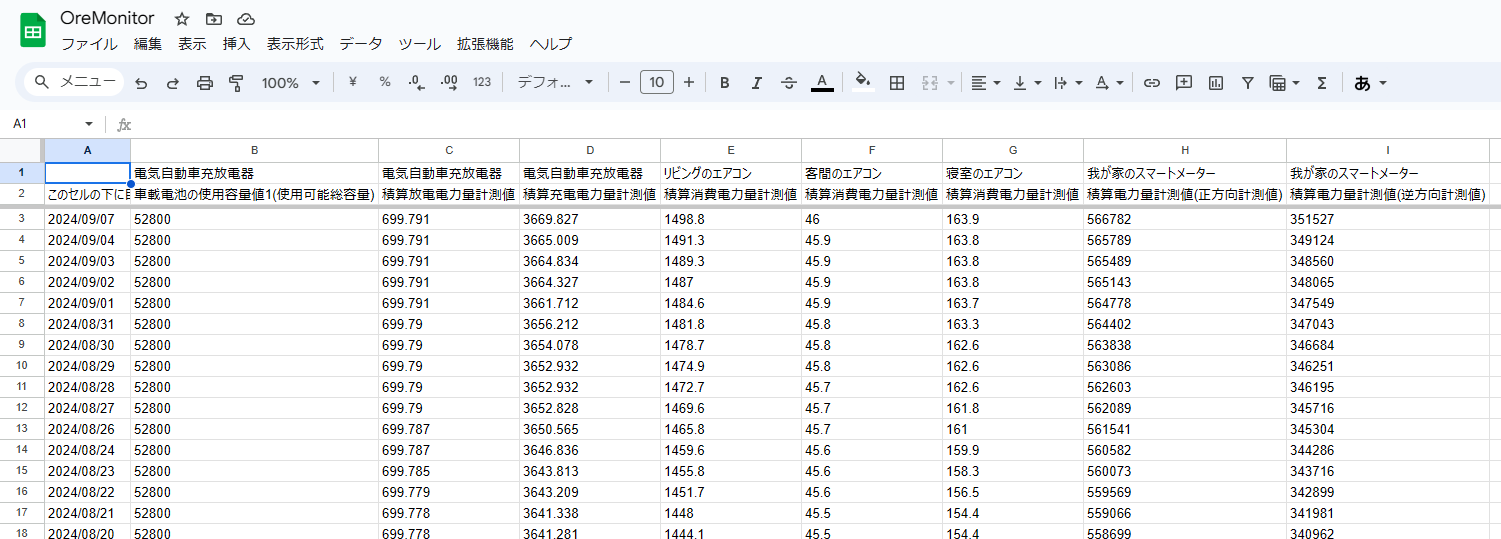 OreMonitor
ファイル 編集 表示 挿入 表示形式 データ ツール 拡張機能 ヘルプ
メニュー 100% ¥ % .0 .00 123 デフォ... − 10 + B I S A Σ あ
A1 fx
A B C D E F G H I
1 電気自動車充放電器 電気自動車充放電器 電気自動車充放電器 リビングのエアコン 客間のエアコン 寝室のエアコン 我が家のスマートメーター 我が家のスマートメーター
2 このセルの下に 車載電池の使用容量値1(使用可能総容量) 積算放電電力量計測値 積算充電電力量計測値 積算消費電力量計測値 積算消費電力量計測値 積算消費電力量計測値 積算電力量計測値(正方向計測値) 積算電力量計測値(逆方向計測値)
3 2024/09/07 52800 699.791 3669.827 1498.8 46 163.9 566782 351527
4 2024/09/04 52800 699.791 3665.009 1491.3 45.9 163.8 565789 349124
5 2024/09/03 52800 699.791 3664.834 1489.3 45.9 163.8 565489 348560
6 2024/09/02 52800 699.791 3664.327 1487 45.9 163.8 565143 348065
7 2024/09/01 52800 699.791 3661.712 1484.6 45.9 163.7 564778 347549
8 2024/08/31 52800 699.79 3656.212 1481.8 45.8 163.3 564402 347043
9 2024/08/30 52800 699.79 3654.078 1478.7 45.8 162.6 563838 346684
10 2024/08/29 52800 699.79 3652.932 1474.9 45.8 162.6 563086 346251
11 2024/08/28 52800 699.79 3652.932 1472.7 45.7 162.6 562603 346195
12 2024/08/27 52800 699.79 3652.828 1469.6 45.7 161.8 562089 345716
13 2024/08/26 52800 699.787 3650.565 1465.8 45.7 161 561541 345304
14 2024/08/24 52800 699.787 3646.836 1459.6 45.6 159.9 560582 344286
15 2024/08/23 52800 699.785 3643.813 1455.8 45.6 158.3 560073 343716
16 2024/08/22 52800 699.779 3643.209 1451.7 45.6 156.5 559569 342899
17 2024/08/21 52800 699.778 3641.338 1448 45.5 154.4 559066 341981
18 2024/08/20 52800 699.778 3641.281 1444.1 45.5 154.4 558699 340962